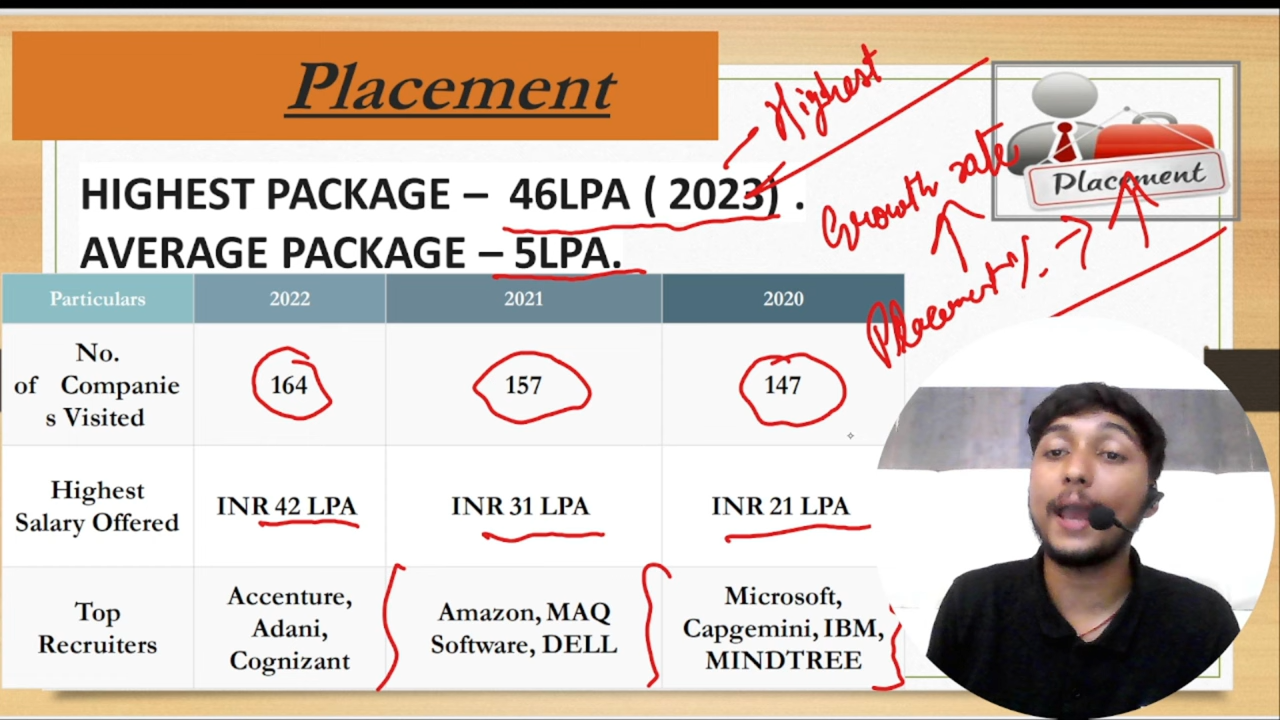 Placement
Highest
HIGHEST PACKAGE – 46LPA ( 2023) .
AVERAGE PACKAGE – 5LPA.
Growth rate
Placement
Placement % →
Particulars 2022 2021 2020
No.
of Companie
s Visited
164 157 147
Highest
Salary Offered
INR 42 LPA INR 31 LPA INR 21 LPA
Top
Recruiters
Accenture,
Adani,
Cognizant
Amazon, MAQ
Software, DELL
Microsoft,
Capgemini, IBM,
MINDTREE